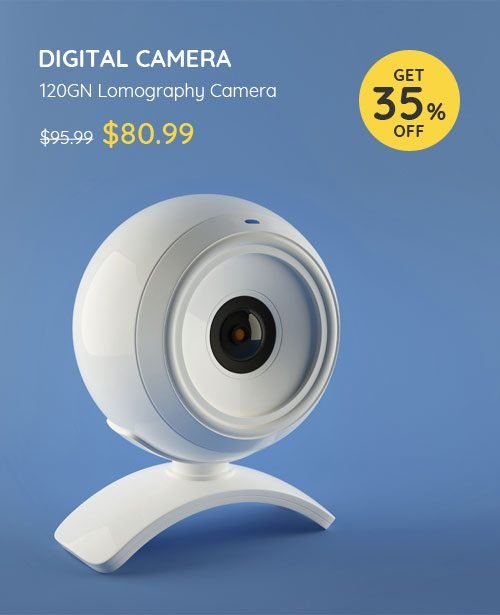 DIGITAL CAMERA
120GN Lomography Camera
$95.99 $80.99
GET
35%
OFF